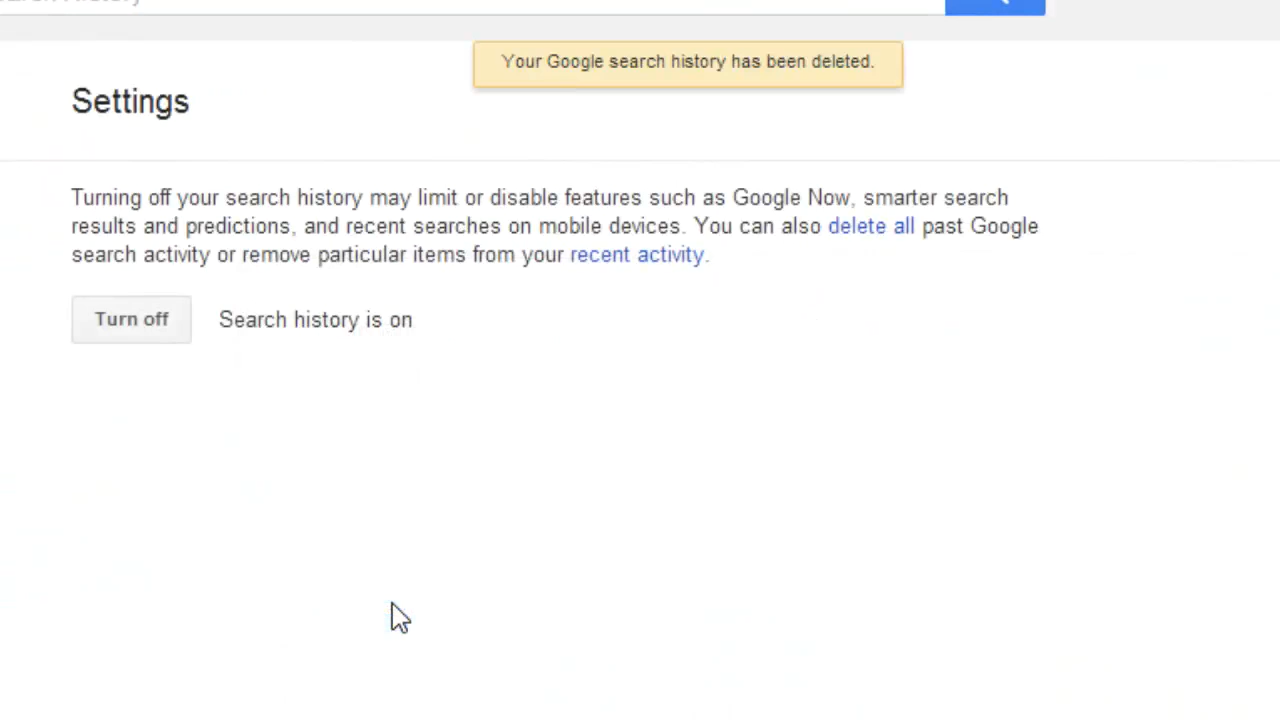 History
Your Google search history has been deleted.
Settings
Turning off your search history may limit or disable features such as Google Now, smarter search
results and predictions, and recent searches on mobile devices. You can also delete all past Google
search activity or remove particular items from your recent activity.
Turn off
Search history is on